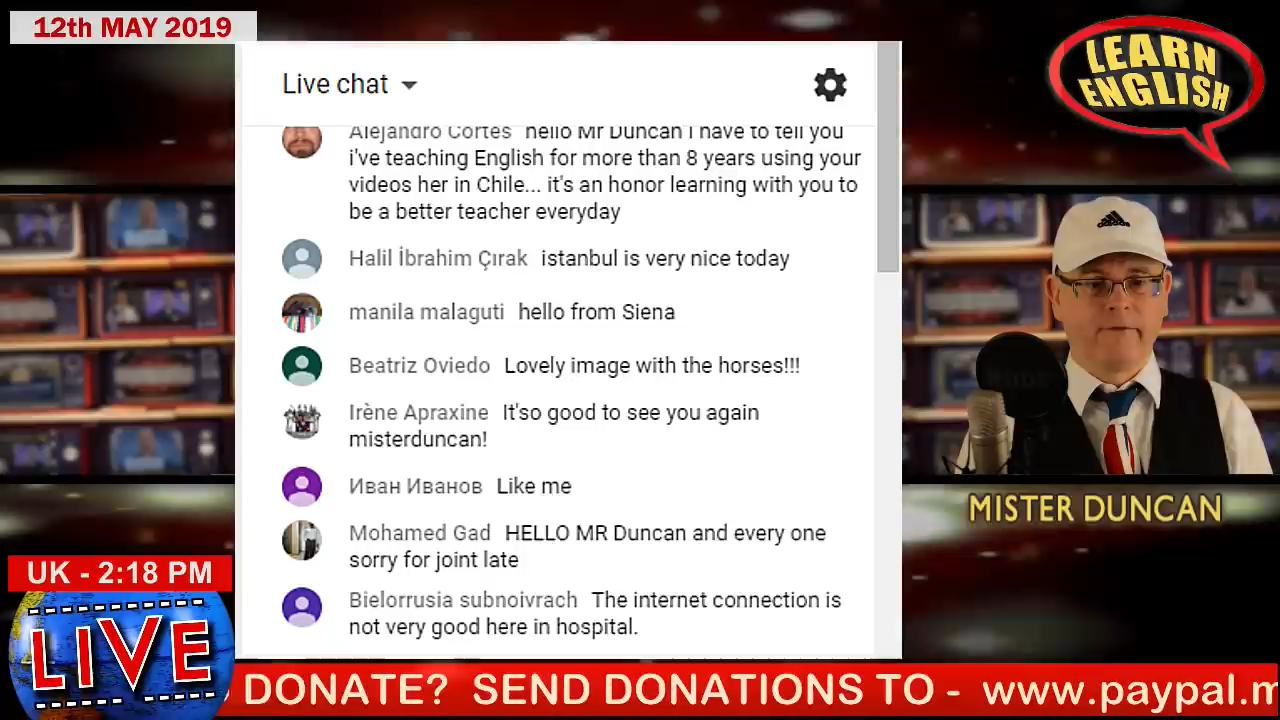 12th MAY 2019
LEARN
ENGLISH
Live chat
Alejandro Cortes hello Mr Duncan I have to tell you
i've teaching English for more than 8 years using your
videos her in Chile... it's an honor learning with you to
be a better teacher everyday
Halil İbrahim Çırak istanbul is very nice today
manila malaguti hello from Siena
Beatriz Oviedo Lovely image with the horses!!!
Irène Apraxine It'so good to see you again
misterduncan!
Иван Иванов Like me
Mohamed Gad HELLO MR Duncan and every one
sorry for joint late
Bielorrusia subnoivrach The internet connection is
not very good here in hospital.
MISTER DUNCAN
UK - 2:18 PM
LIVE
DONATE? SEND DONATIONS TO - www.paypal.m